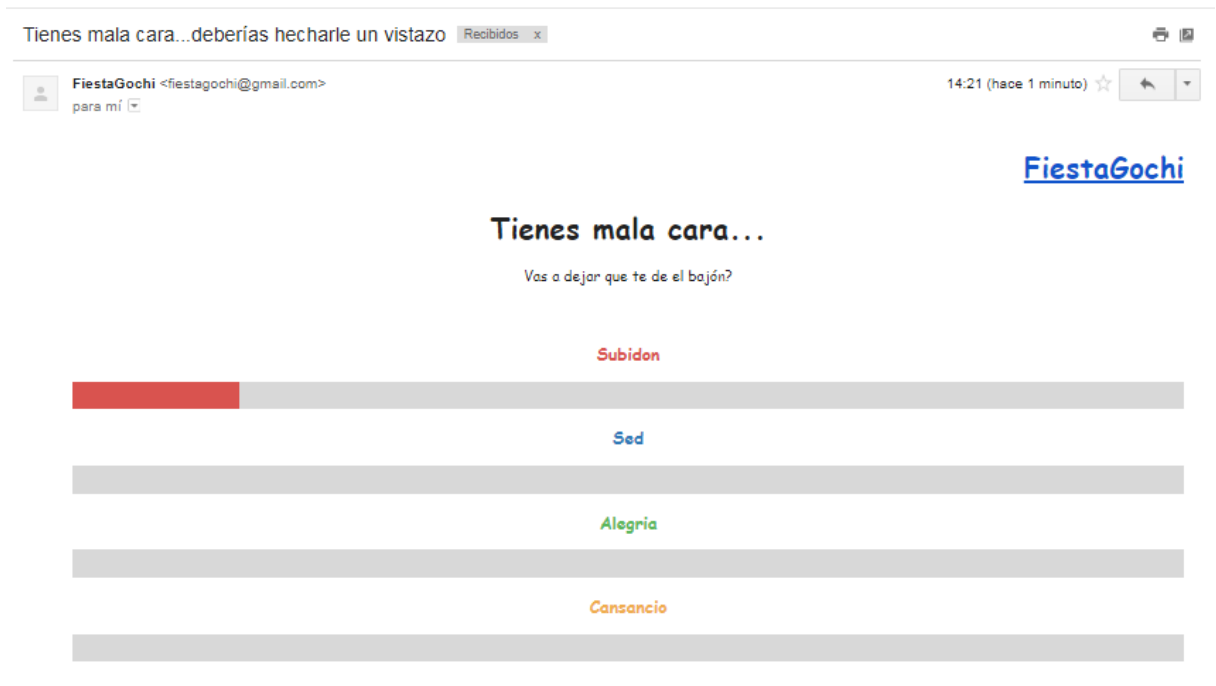 Tienes mala cara...deberías hecharle un vistazo Recibidos x
FiestaGochi <fiestagochi@gmail.com> 14:21 (hace 1 minuto)
para mí
FiestaGochi
Tienes mala cara...
Vas a dejar que te de el bajón?
Subidon
Sed
Alegria
Cansancio